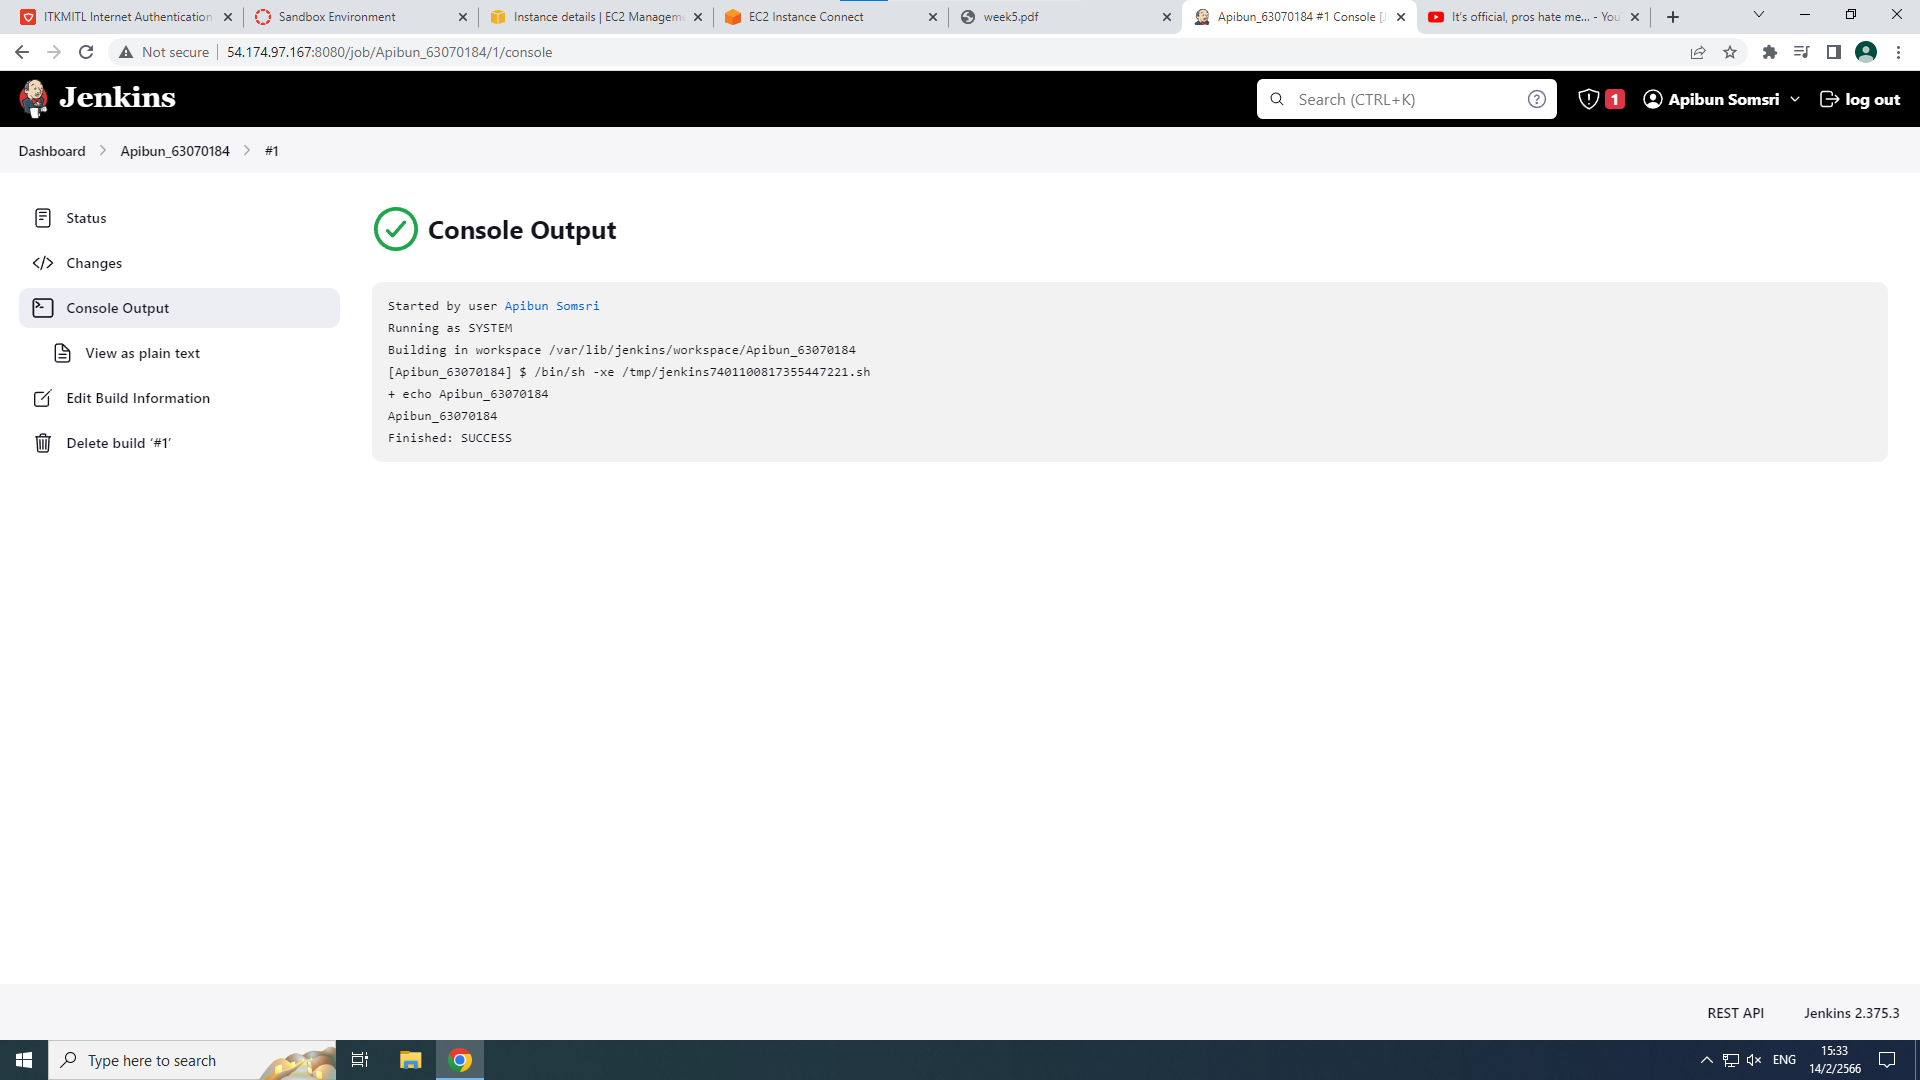 ITKMITL Internet Authentication
Sandbox Environment
Instance details | EC2 Managem
EC2 Instance Connect
week5.pdf
Apibun_63070184 #1 Console [J
It's official, pros hate me... - You
Not secure
54.174.97.167:8080/job/Apibun_63070184/1/console
Jenkins
Search (CTRL+K)
1
Apibun Somsri
log out
Dashboard
Apibun_63070184
#1
Status
Changes
Console Output
View as plain text
Edit Build Information
Delete build ‘#1’
Console Output
Started by user Apibun Somsri
Running as SYSTEM
Building in workspace /var/lib/jenkins/workspace/Apibun_63070184
[Apibun_63070184] $ /bin/sh -xe /tmp/jenkins7401100817355447221.sh
+ echo Apibun_63070184
Apibun_63070184
Finished: SUCCESS
REST API
Jenkins 2.375.3
Type here to search
ENG
15:33
14/2/2566